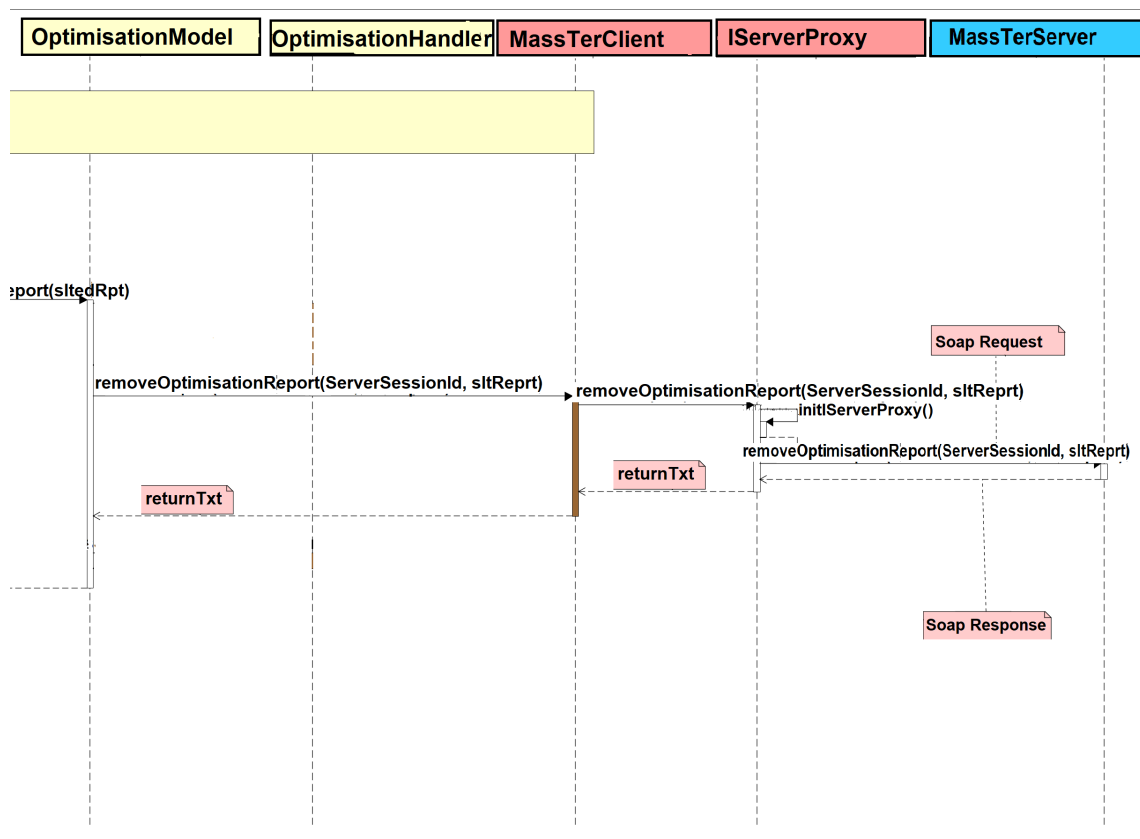 OptimisationModel
OptimisationHandler
MassTerClient
IServerProxy
MassTerServer
eport(sltedRpt)
Soap Request
removeOptimisationReport(ServerSessionId, sltReprt)
removeOptimisationReport(ServerSessionId, sltReprt)
initIServerProxy()
removeOptimisationReport(ServerSessionId, sltReprt)
returnTxt
returnTxt
Soap Response